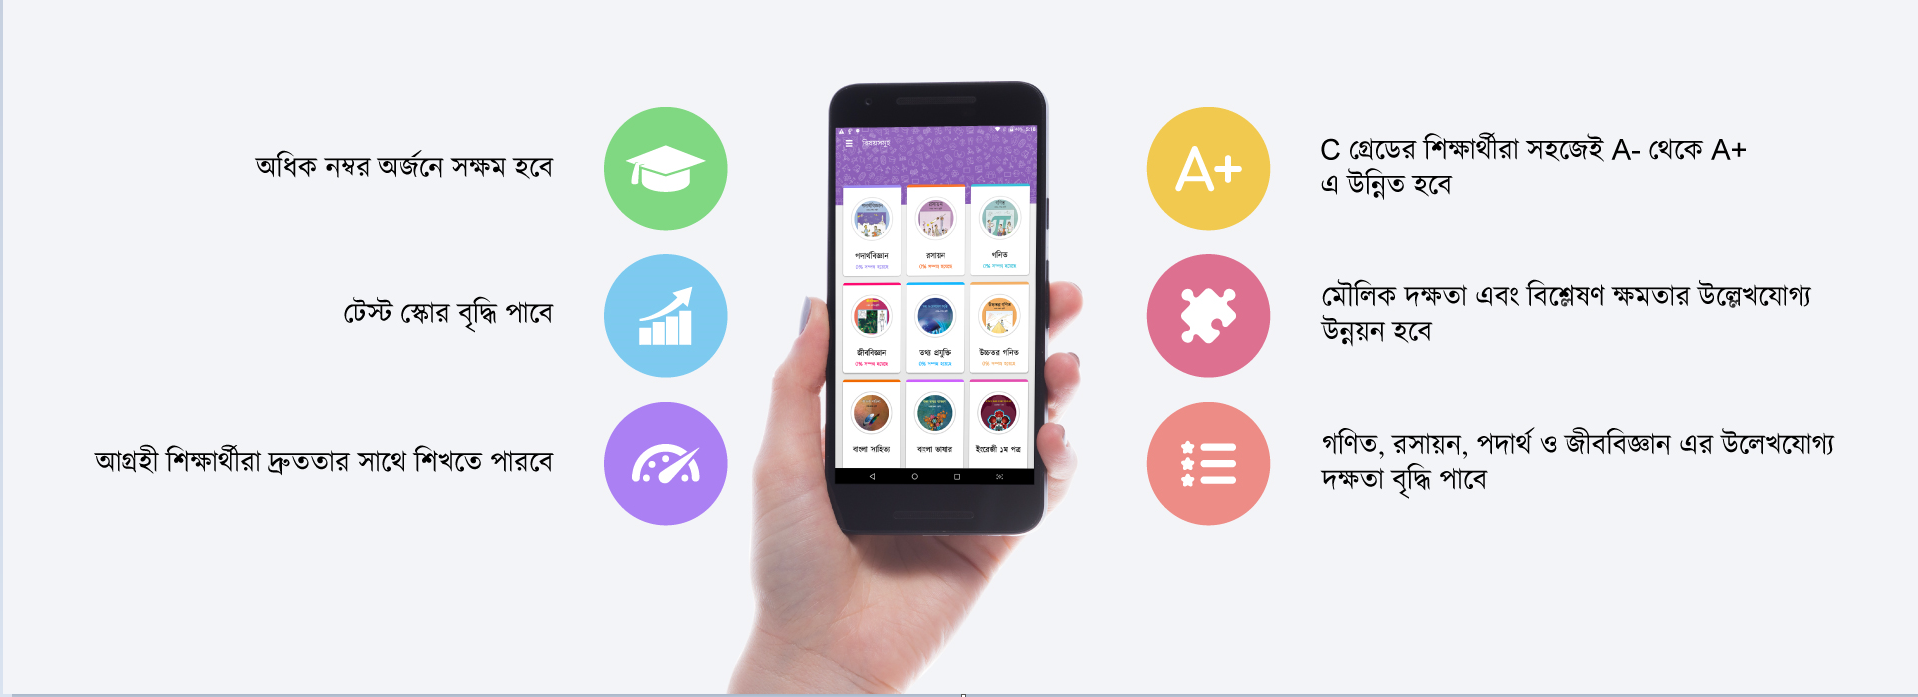 অধিক নম্বর অর্জনে সক্ষম হবে
টেস্ট স্কোর বৃদ্ধি পাবে
আগ্রহী শিক্ষার্থীরা দ্রুততার সাথে শিখতে পারবে
বিষয়সমূহ
পদার্থবিজ্ঞান
রসায়ন
গনিত
জীববিজ্ঞান
তথ্য প্রযুক্তি
উচ্চতর গনিত
বাংলা সাহিত্য
বাংলা ভাষার
ইংরেজী ১ম পত্র
A+
C গ্রেডের শিক্ষার্থীরা সহজেই A- থেকে A+
এ উন্নিত হবে
মৌলিক দক্ষতা এবং বিশ্লেষণ ক্ষমতার উল্লেখযোগ্য
উন্নয়ন হবে
গণিত, রসায়ন, পদার্থ ও জীববিজ্ঞান এর উলেখযোগ্য
দক্ষতা বৃদ্ধি পাবে